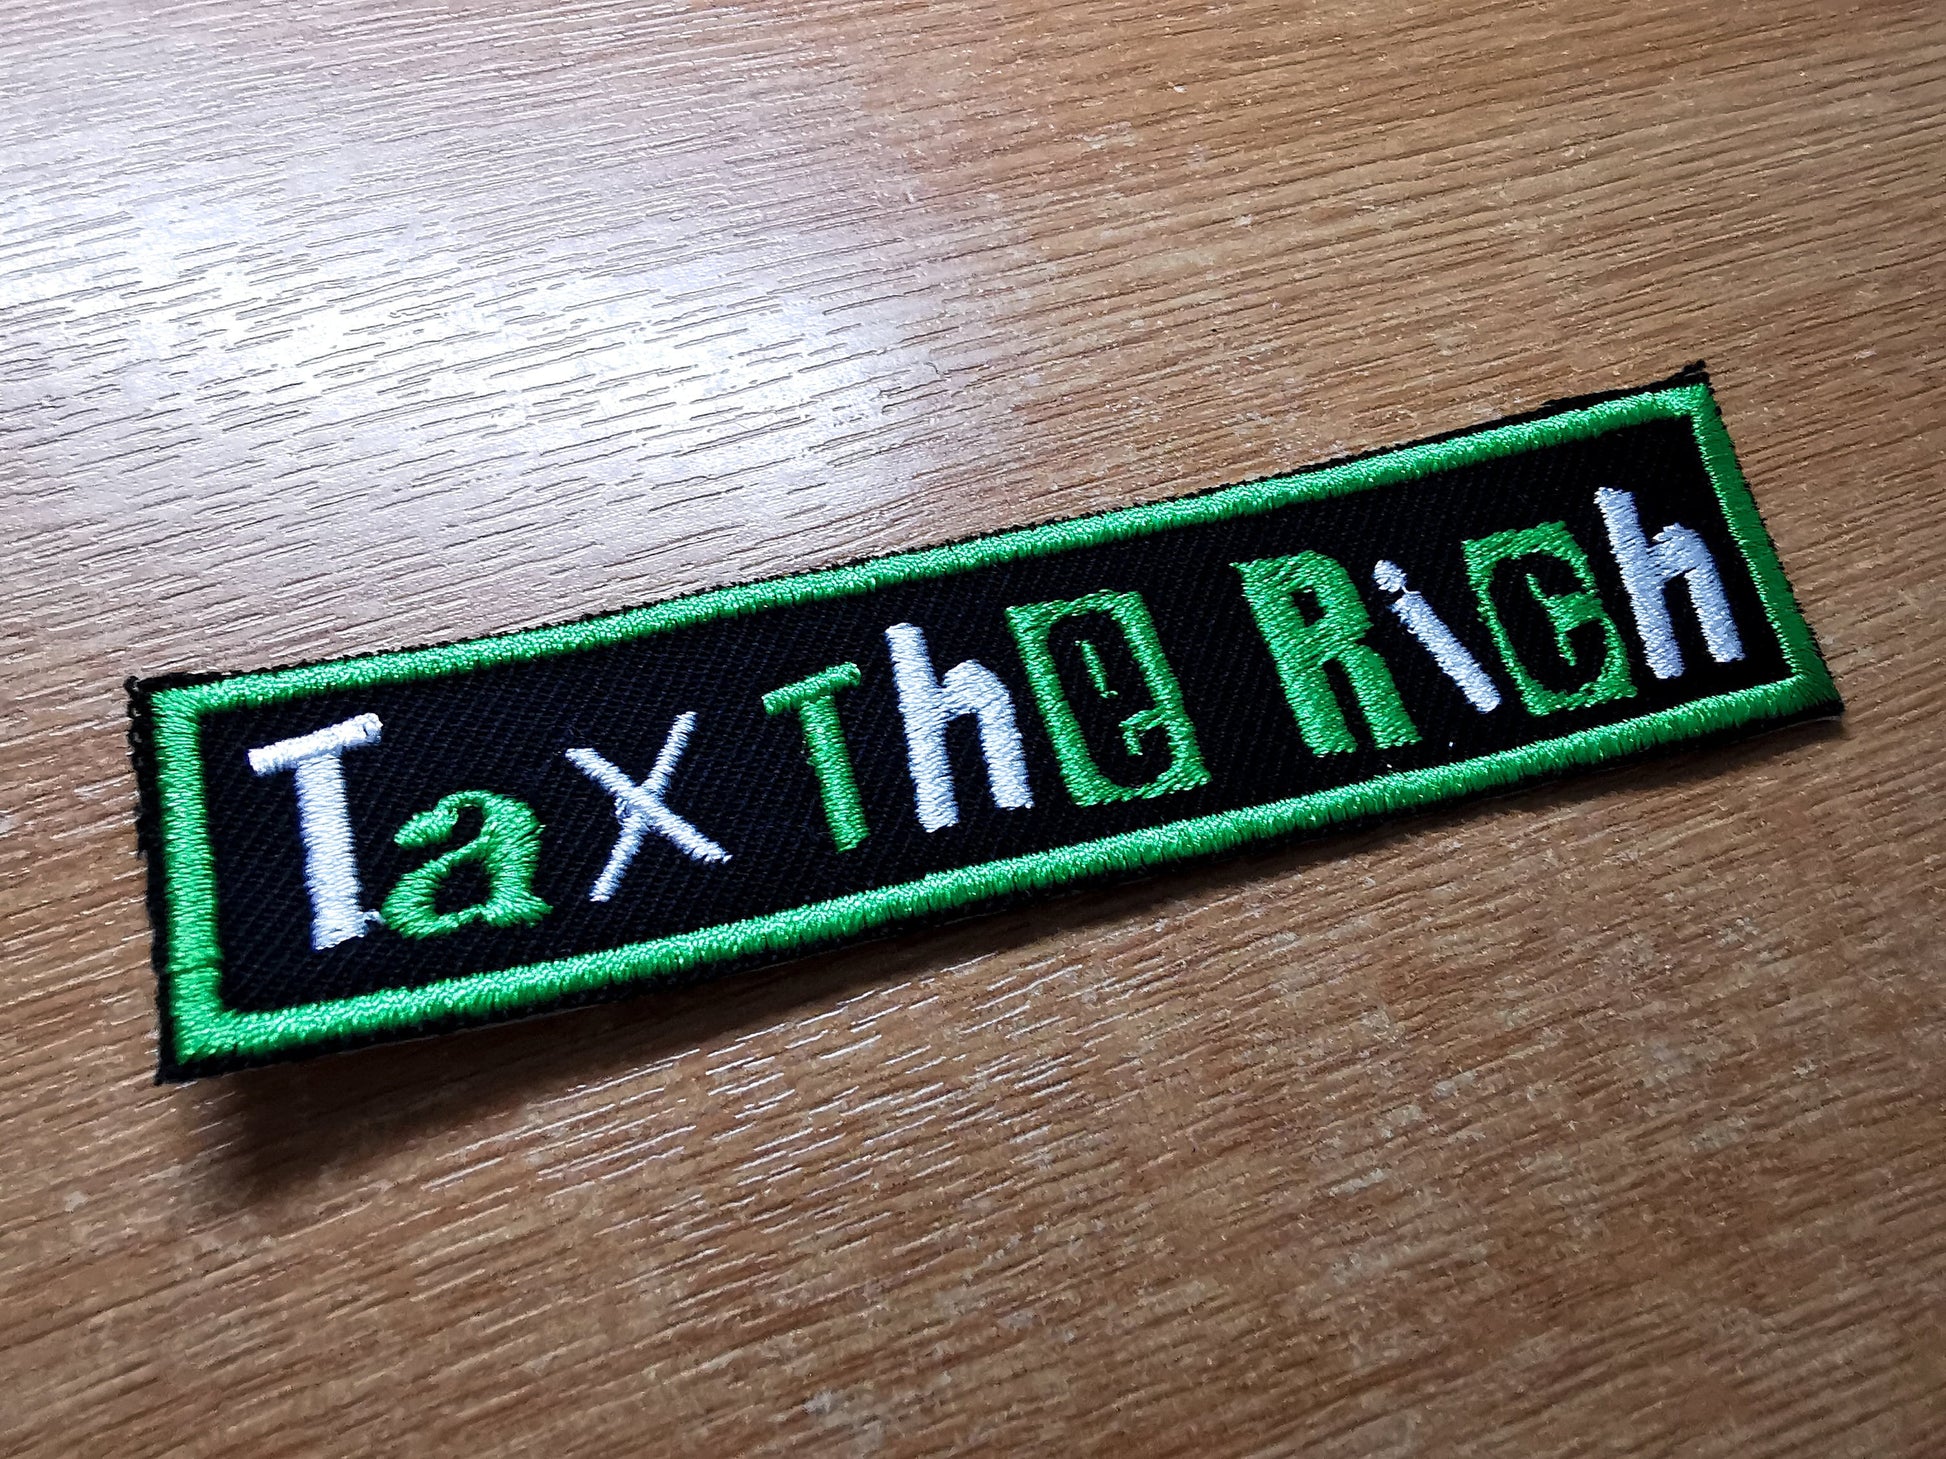 Tax The Rich